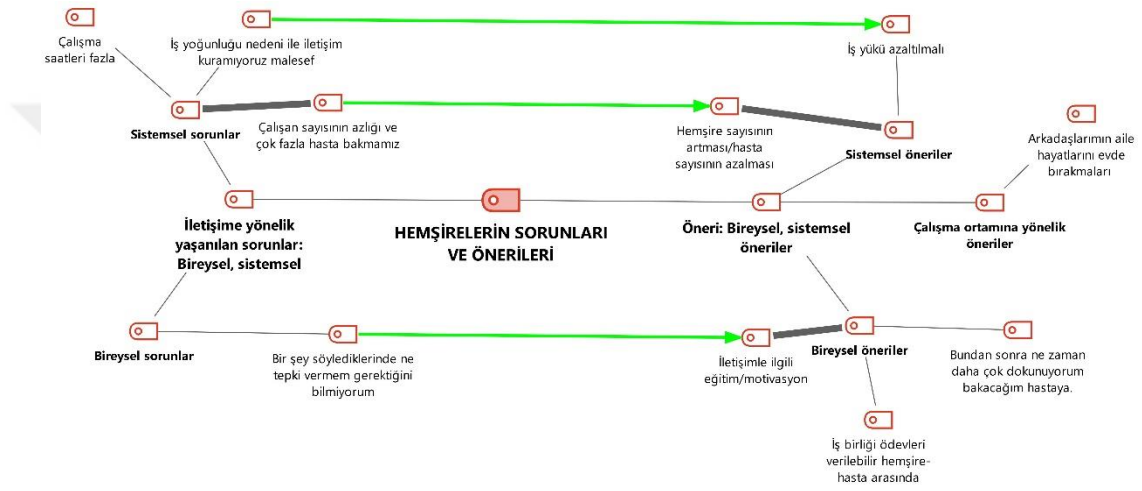 Çalışma
saatleri fazla
İş yoğunluğu nedeni ile iletişim
kuramıyoruz malesef
İş yükü azaltılmalı
Sistemsel sorunlar
Çalışan sayısının azlığı ve
çok fazla hasta bakmamız
Hemşire sayısının
artması/hasta
sayısının azalması
Sistemsel öneriler
Arkadaşlarımın aile
hayatlarını evde
bırakmaları
İletişime yönelik
yaşanılan sorunlar:
Bireysel, sistemsel
HEMŞİRELERİN SORUNLARI
VE ÖNERİLERİ
Öneri: Bireysel, sistemsel
öneriler
Çalışma ortamına yönelik
öneriler
Bireysel sorunlar
Bir şey söylediklerinde ne
tepki vermem gerektiğini
bilmiyorum
İletişimle ilgili
eğitim/motivasyon
Bireysel öneriler
Bundan sonra ne zaman
daha çok dokunuyorum
bakacağım hastaya.
İş birliği ödevleri
verilebilir hemşire-
hasta arasında